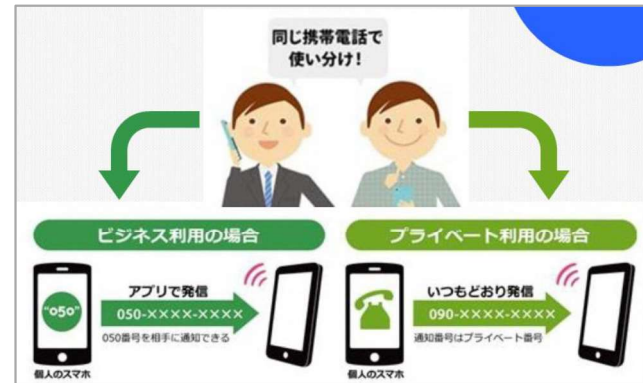 同じ携帯電話で
使い分け！
ビジネス利用の場合
プライベート利用の場合
"050"
アプリで発信
050-××××-××××
050番号を相手に通知できる
個人のスマホ
いつもどおり発信
090-××××-××××
通知番号はプライベート番号
個人のスマホ